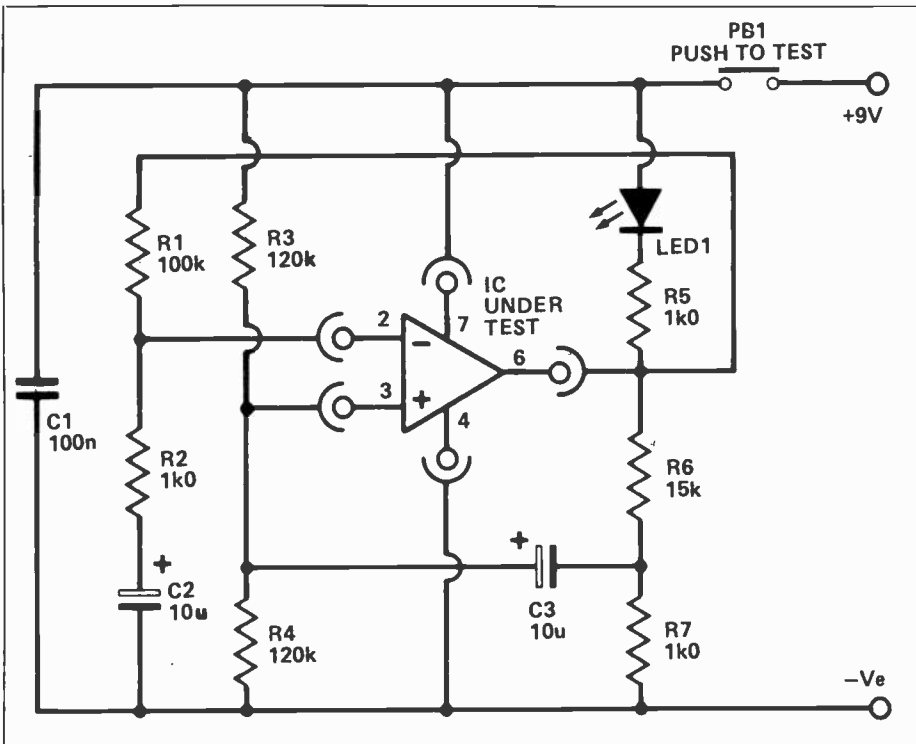 PB1
PUSH TO TEST
+9V
R1
100k
R3
120k
IC
UNDER
TEST
LED1
R5
1k0
2
7
−
6
3
+
4
C1
100n
R2
1k0
R6
15k
+
C2
10u
+
C3
10u
R4
120k
R7
1k0
−Ve